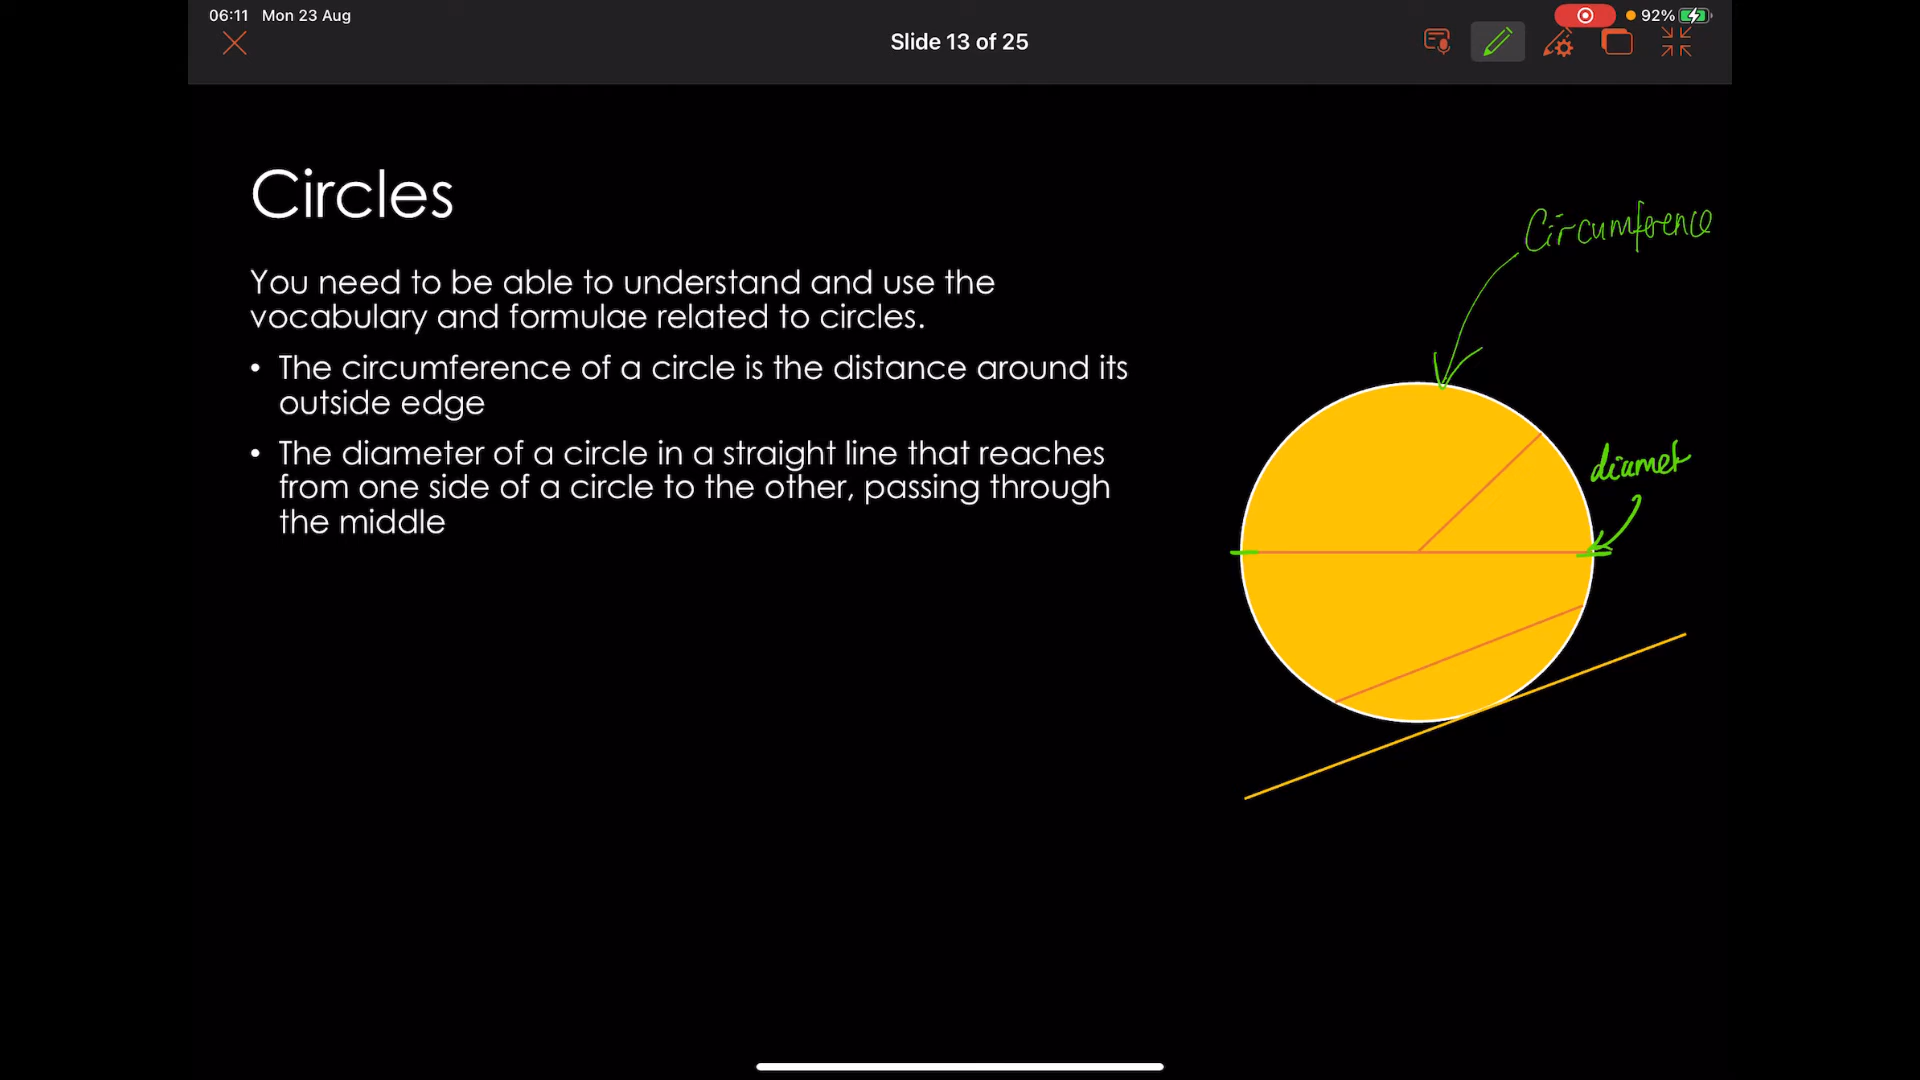 06:11 Mon 23 Aug
92%
Slide 13 of 25
Circles
You need to be able to understand and use the
vocabulary and formulae related to circles.
• The circumference of a circle is the distance around its
outside edge
• The diameter of a circle in a straight line that reaches
from one side of a circle to the other, passing through
the middle
Circumference
diamet